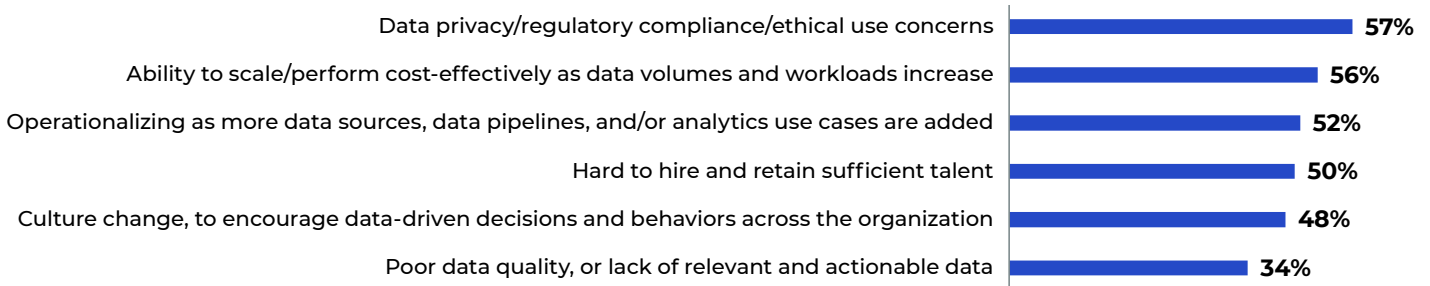 Data privacy/regulatory compliance/ethical use concerns 57%
Ability to scale/perform cost-effectively as data volumes and workloads increase 56%
Operationalizing as more data sources, data pipelines, and/or analytics use cases are added 52%
Hard to hire and retain sufficient talent 50%
Culture change, to encourage data-driven decisions and behaviors across the organization 48%
Poor data quality, or lack of relevant and actionable data 34%